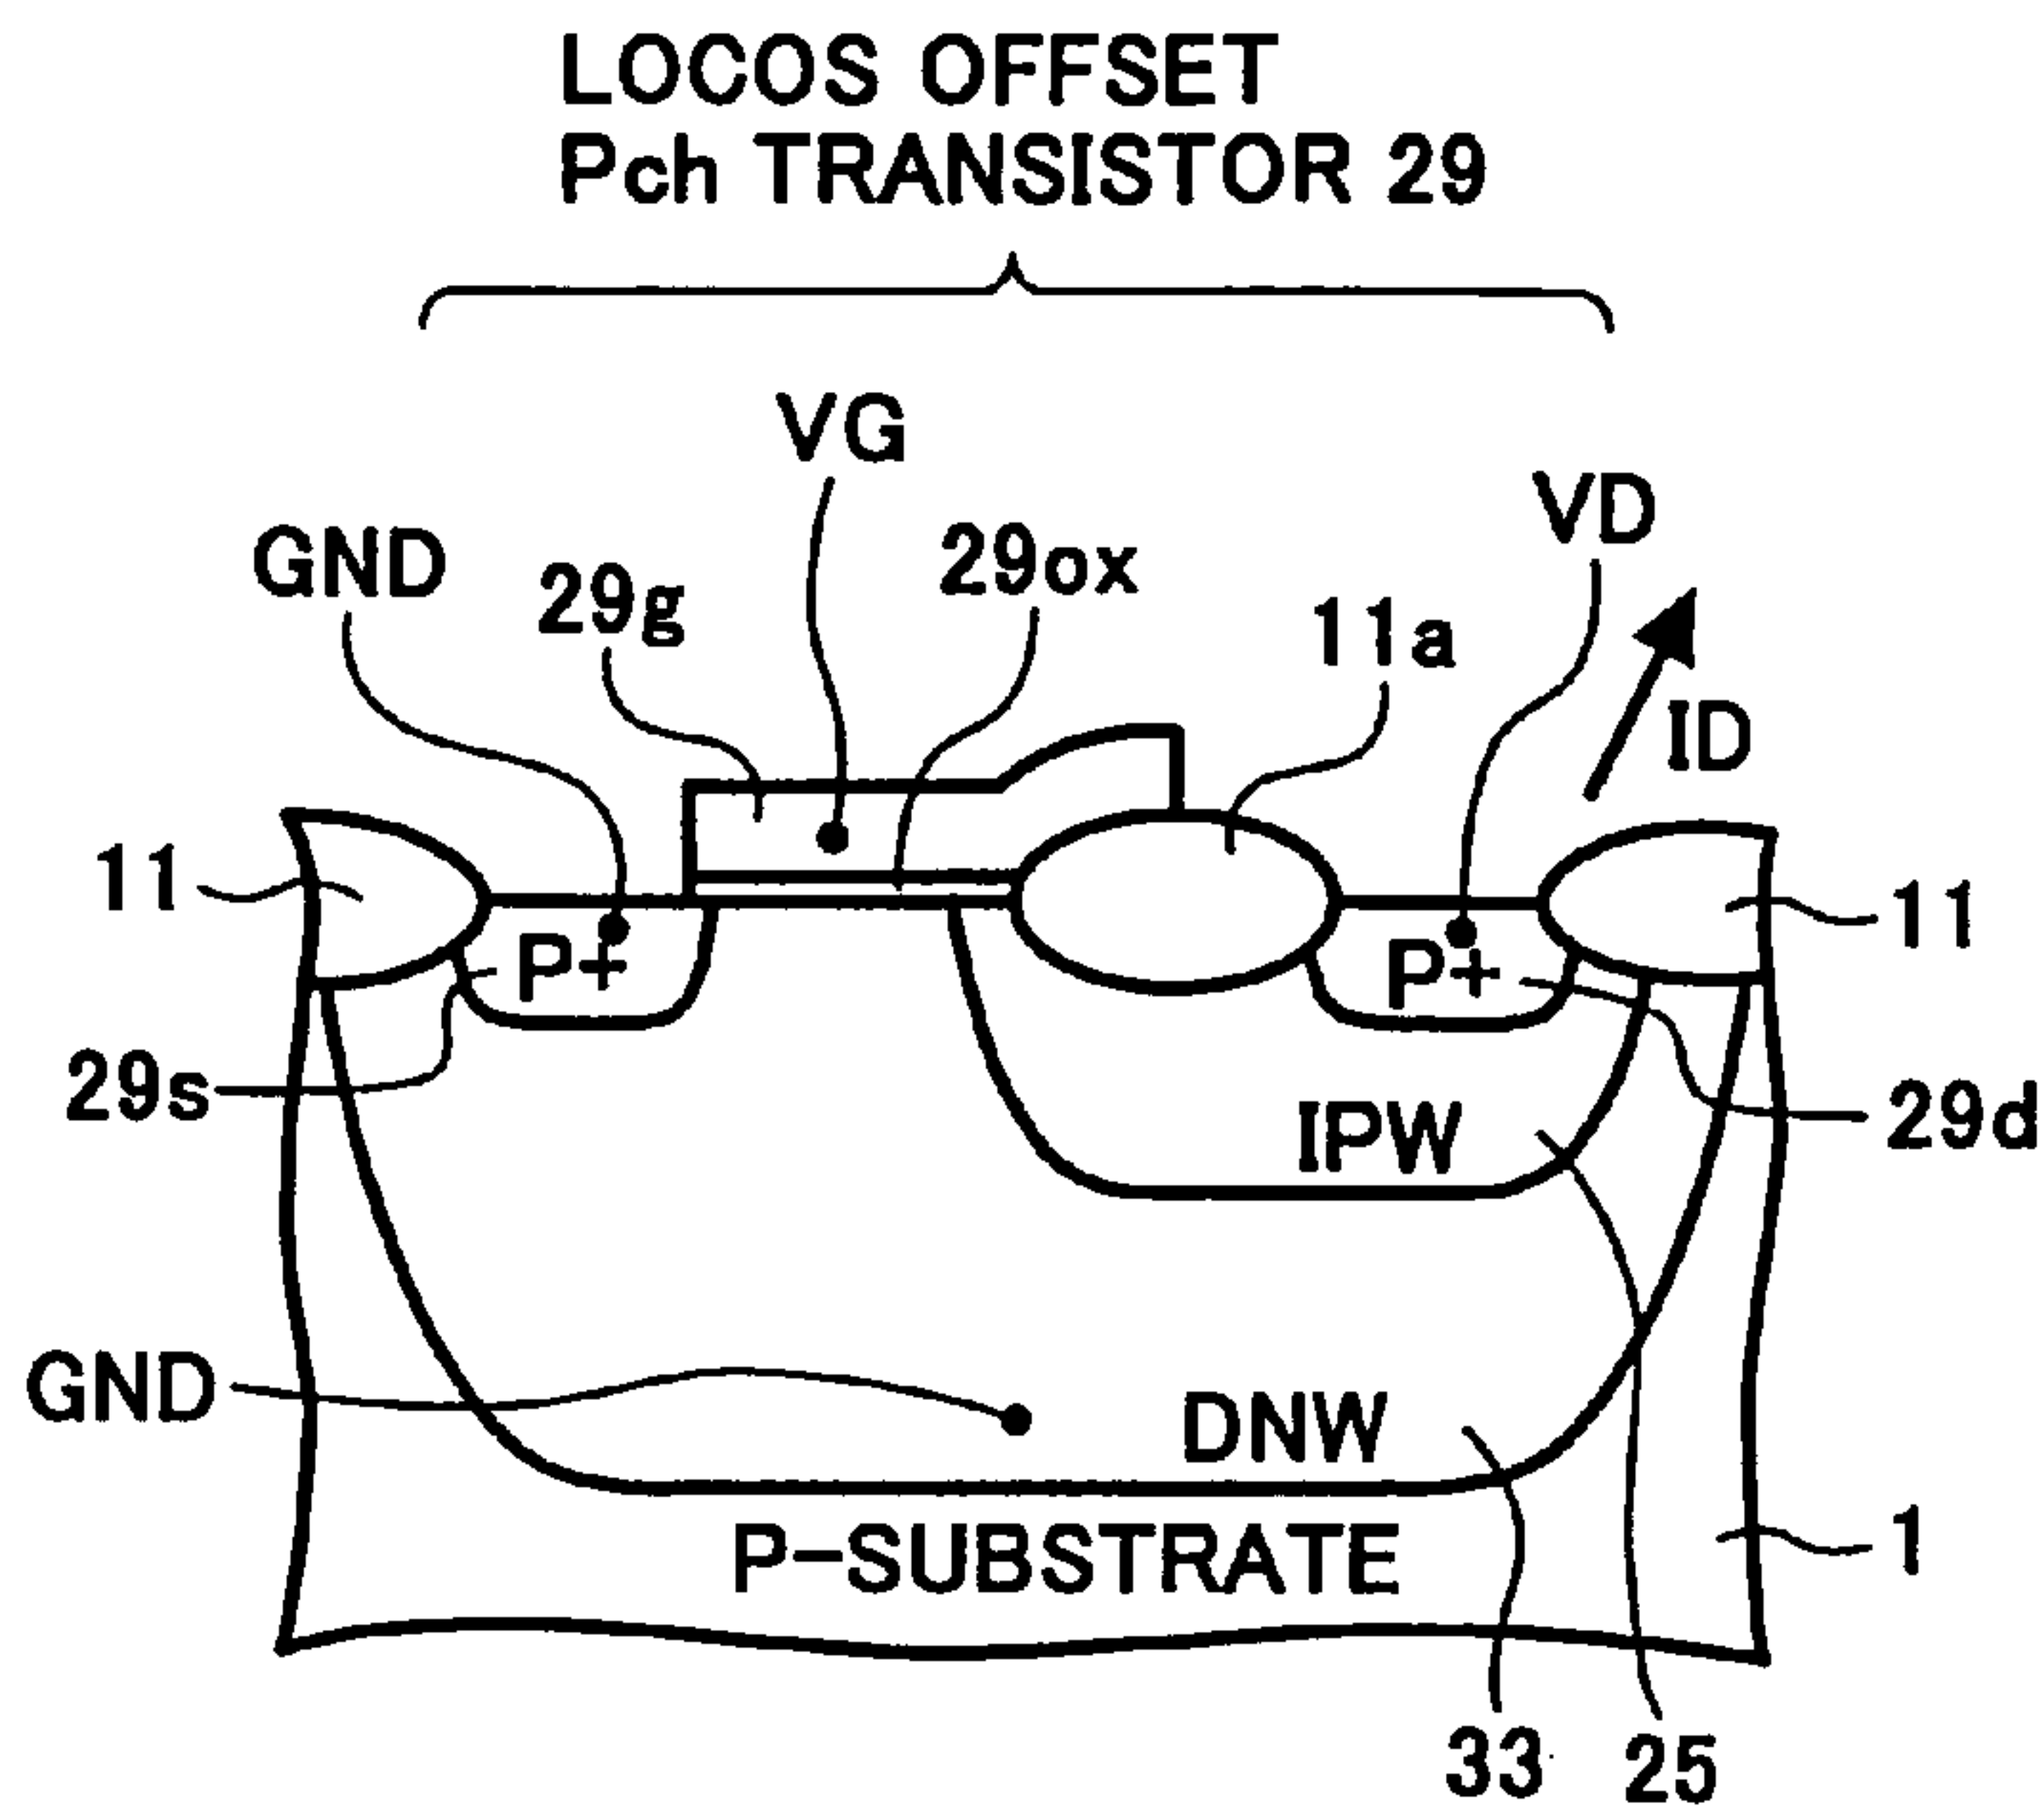 LOCOS OFFSET
Pch TRANSISTOR 29
VG
VD
GND
29g
29ox
11a
ID
11
11
P+
P+
29s
IPW
29d
GND
DNW
P-SUBSTRATE
1
33
25